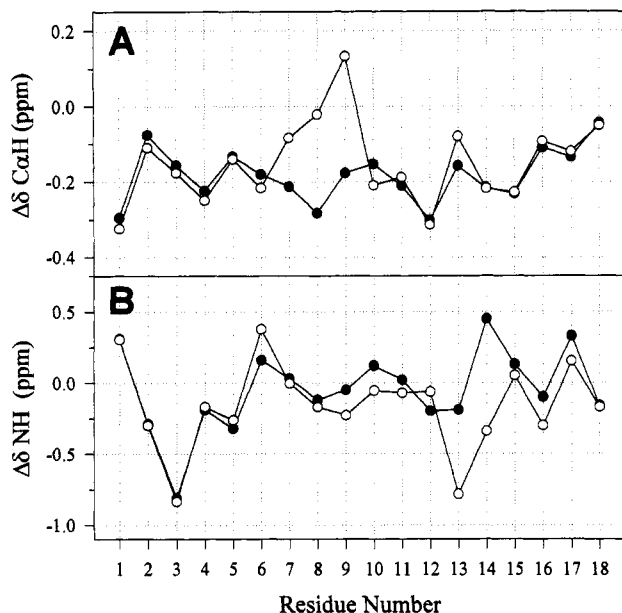 A
Δδ CαH (ppm)
0.2
0.0
-0.2
-0.4
B
Δδ NH (ppm)
0.5
0.0
-0.5
-1.0
1 2 3 4 5 6 7 8 9 10 11 12 13 14 15 16 17 18
Residue Number